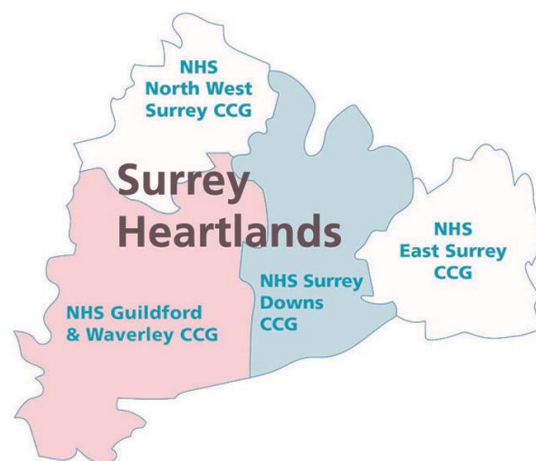 NHS
North West
Surrey CCG
Surrey
Heartlands
NHS
East Surrey
CCG
NHS Surrey
Downs
CCG
NHS Guildford
& Waverley CCG